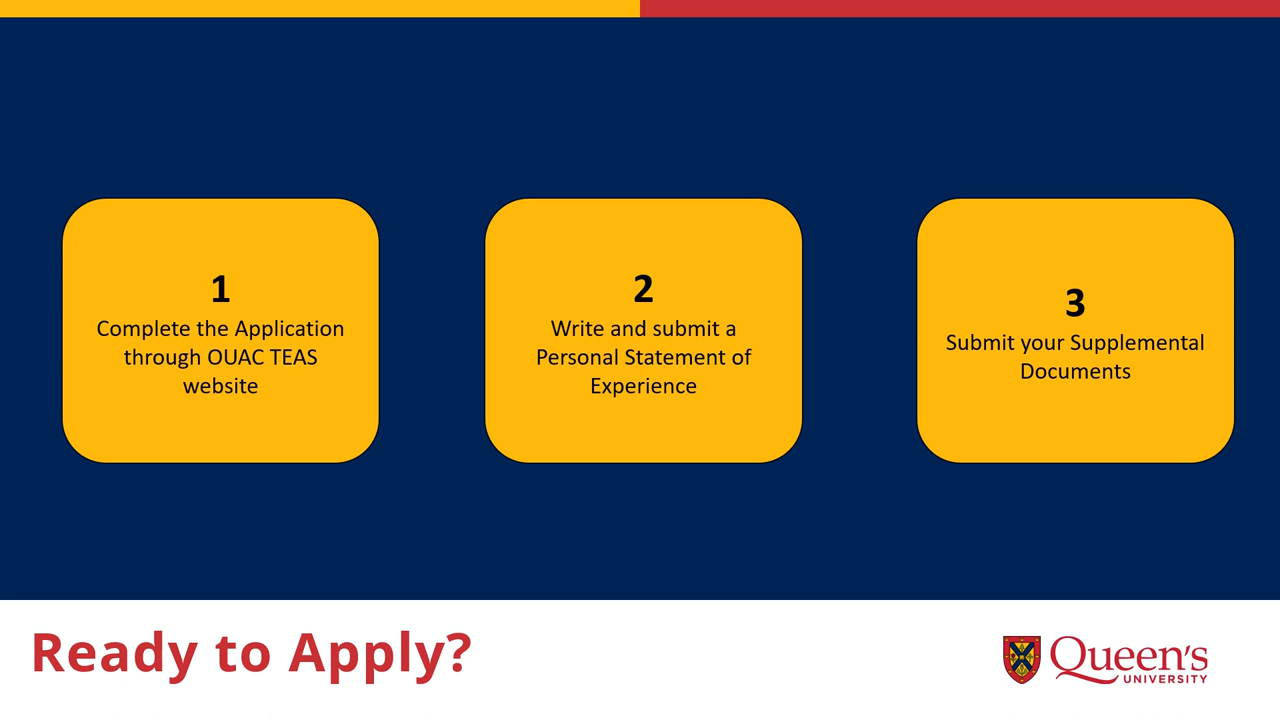 1
Complete the Application
through OUAC TEAS
website
2
Write and submit a
Personal Statement of
Experience
3
Submit your Supplemental
Documents
Ready to Apply?
Queen's
UNIVERSITY